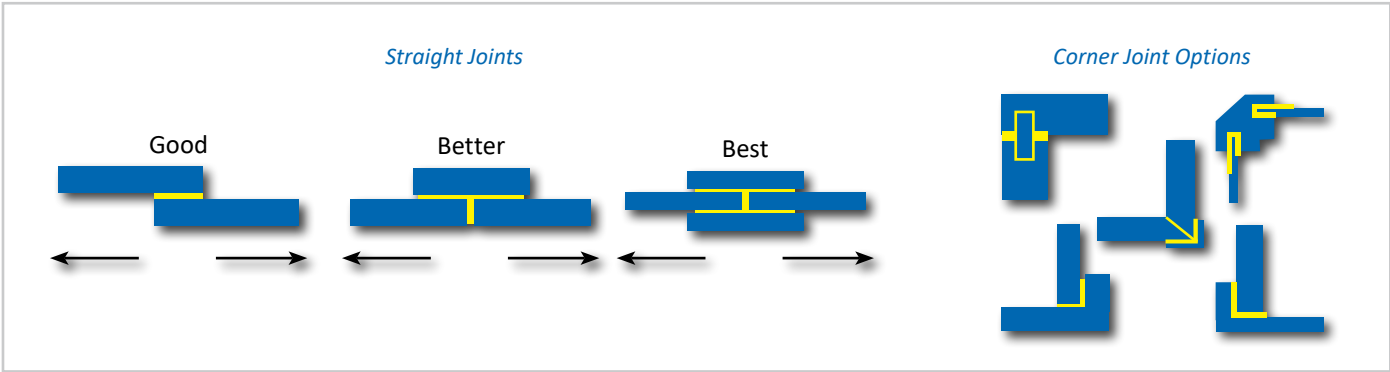 Straight Joints
Corner Joint Options
Good
Better
Best